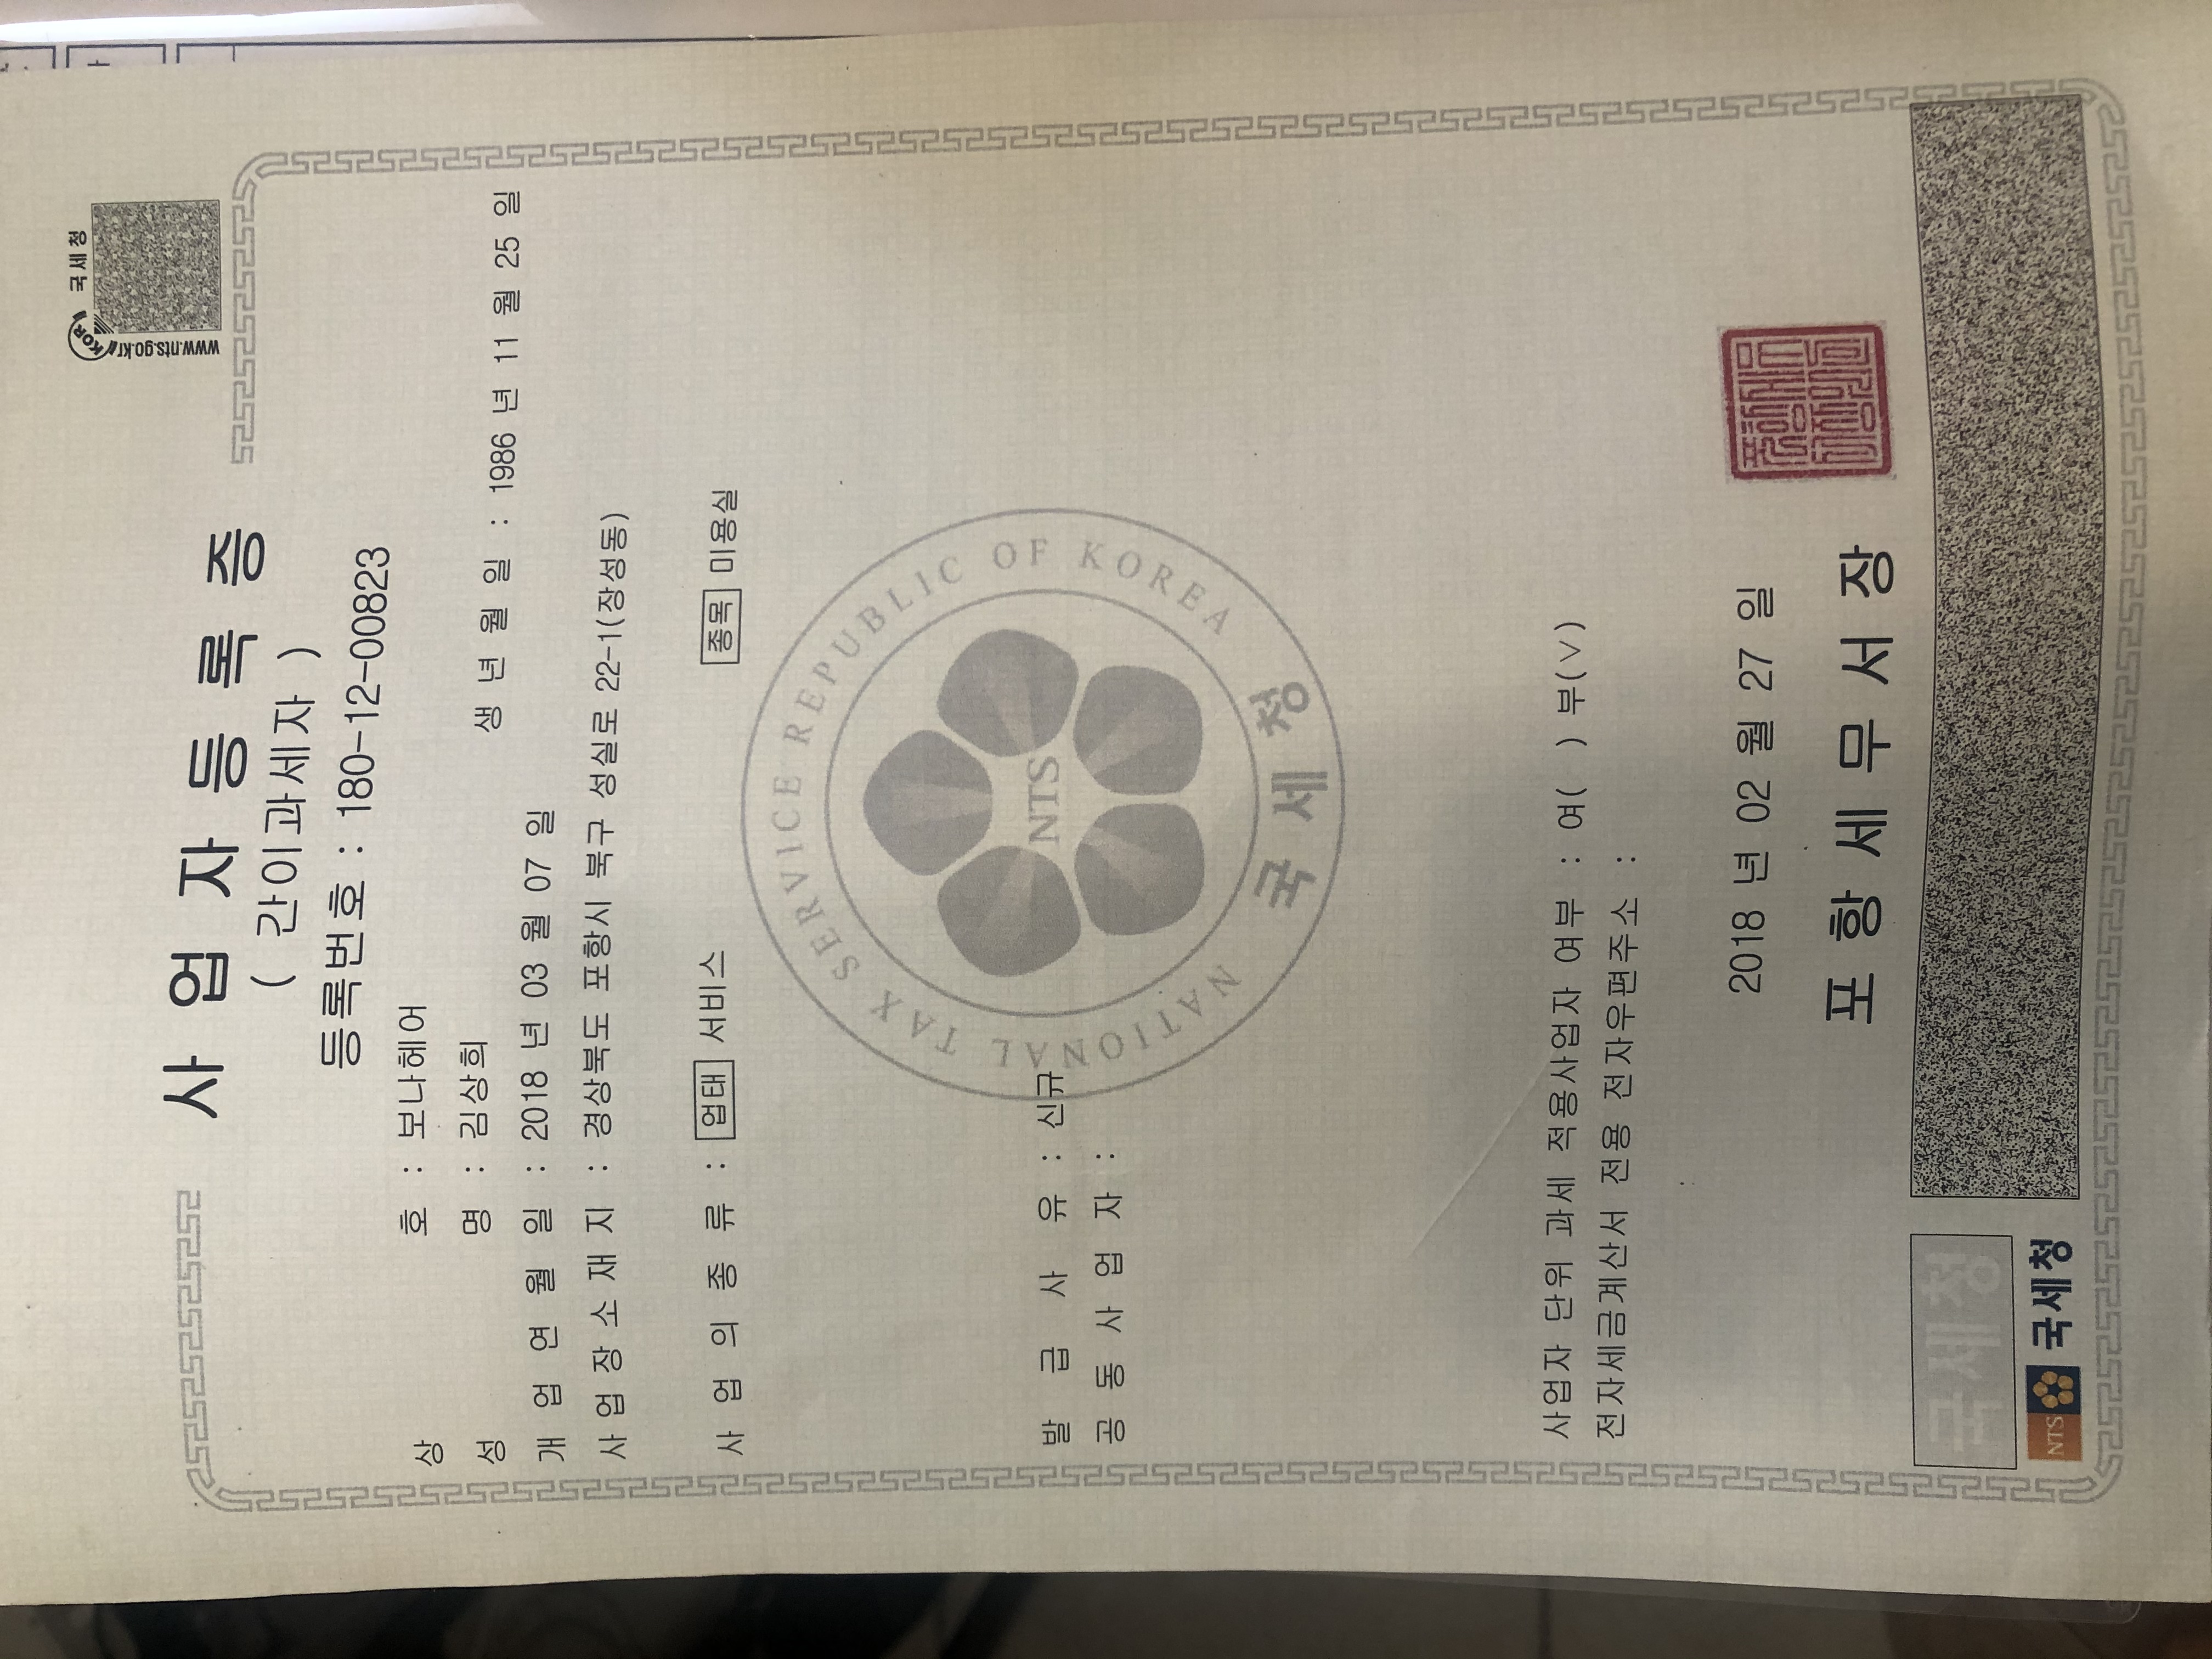 국세청
KOR
www.nts.go.kr
사업자등록증
( 간이과세자 )
등록번호 : 180-12-00823
상 호 : 보나헤어
성 명 : 김상희 생 년 월 일 : 1986 년 11 월 25 일
개 업 연 월 일 : 2018 년 03 월 07 일
사 업 장 소 재 지 : 경상북도 포항시 북구 성실로 22-1(장성동)
사 업 의 종 류 : 업태 서비스 종목 미용실
NATIONAL TAX SERVICE REPUBLIC OF KOREA
NTS
국세청
발 급 사 유 : 신규
공 동 사 업 자 :
사업자 단위 과세 적용사업자 여부 : 여( ) 부(∨)
전자세금계산서 전용 전자우편주소 :
2018 년 02 월 27 일
포 항 세 무 서 장
국세청
NTS 국세청